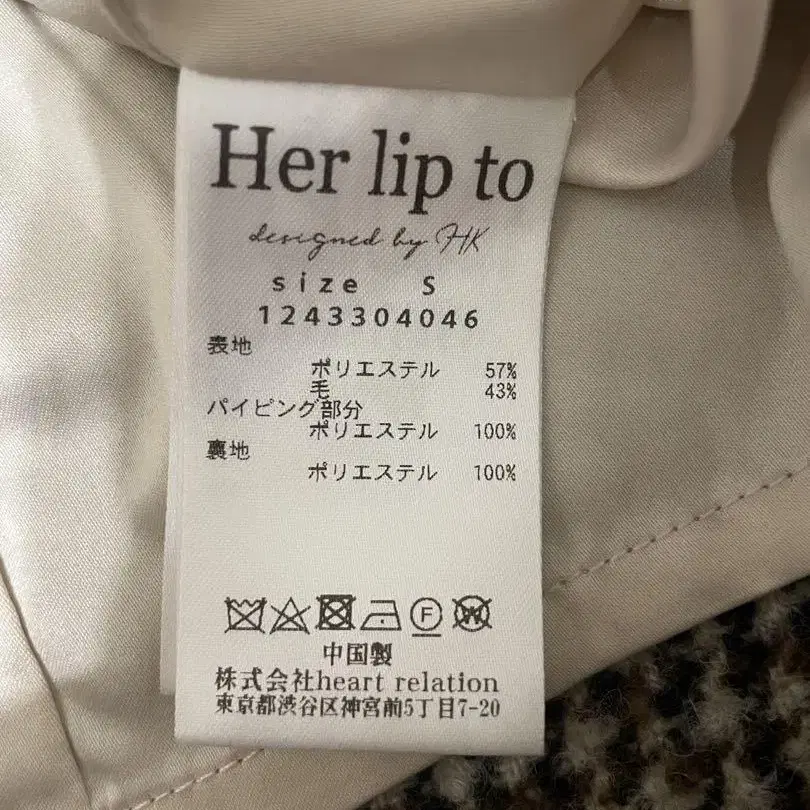 Her lip to
designed by HK
size S
1243304046
表地
ポリエステル 57%
毛 43%
パイピング部分
ポリエステル 100%
裏地
ポリエステル 100%
F W
中国製
株式会社heart relation
東京都渋谷区神宮前5丁目7-20